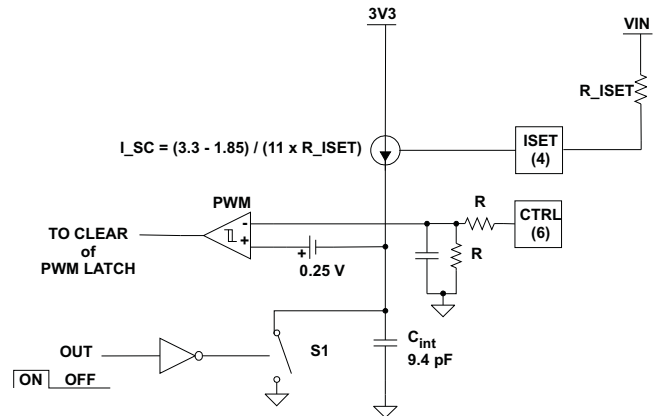 3V3
VIN
R_ISET
I_SC = (3.3 - 1.85) / (11 x R_ISET)
ISET
(4)
PWM
R
CTRL
(6)
-
+
TO CLEAR
of
PWM LATCH
+
0.25 V
R
OUT
S1
Cint
9.4 pF
ON OFF